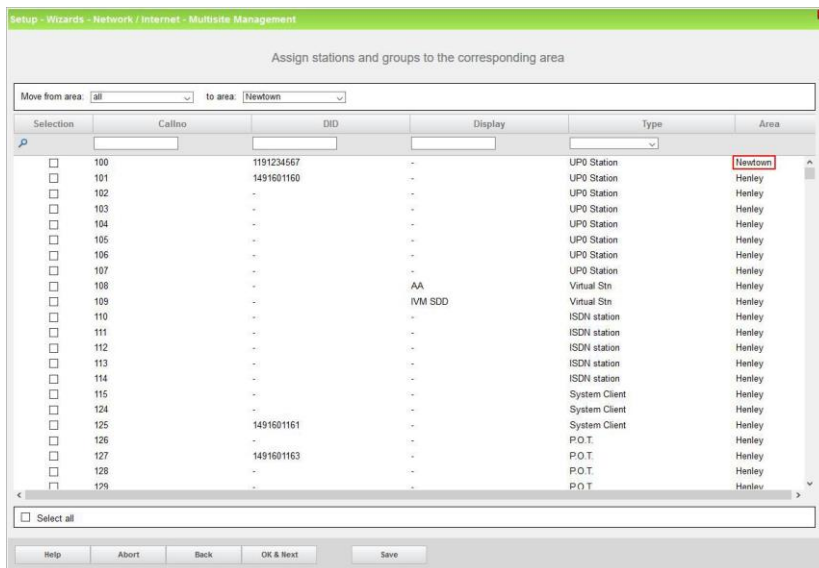 Setup - Wizards - Network / Internet - Multisite Management
Assign stations and groups to the corresponding area
Move from area: all to area: Newtown
Selection Callno DID Display Type Area
100 1191234567 - UP0 Station Newtown
101 1491601160 - UP0 Station Henley
102 - - UP0 Station Henley
103 - - UP0 Station Henley
104 - - UP0 Station Henley
105 - - UP0 Station Henley
106 - - UP0 Station Henley
107 - - UP0 Station Henley
108 - AA Virtual Stn Henley
109 - IVM SDD Virtual Stn Henley
110 - - ISDN station Henley
111 - - ISDN station Henley
112 - - ISDN station Henley
113 - - ISDN station Henley
114 - - ISDN station Henley
115 - - System Client Henley
124 - - System Client Henley
125 1491601161 - System Client Henley
126 - - P.O.T. Henley
127 1491601163 - P.O.T. Henley
128 - - P.O.T. Henley
129 - - P.O.T. Henley
Select all
Help Abort Back OK & Next Save